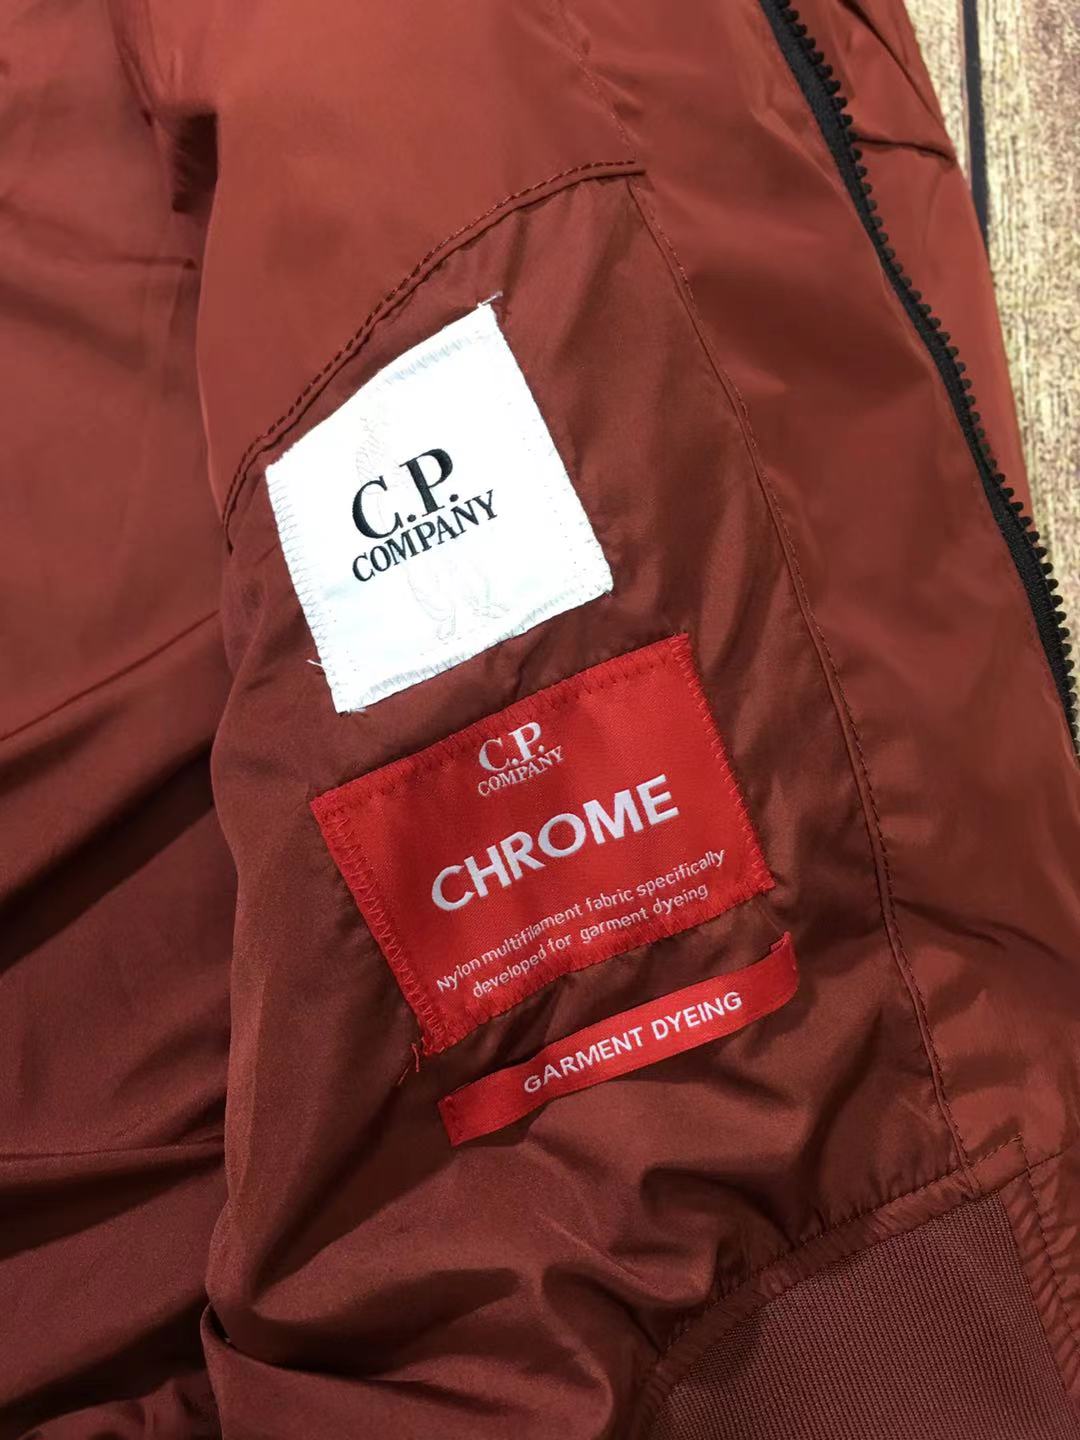 C.P.
COMPANY
C.P.
COMPANY
CHROME
Nylon multifilament fabric specifically
developed for garment dyeing
GARMENT DYEING